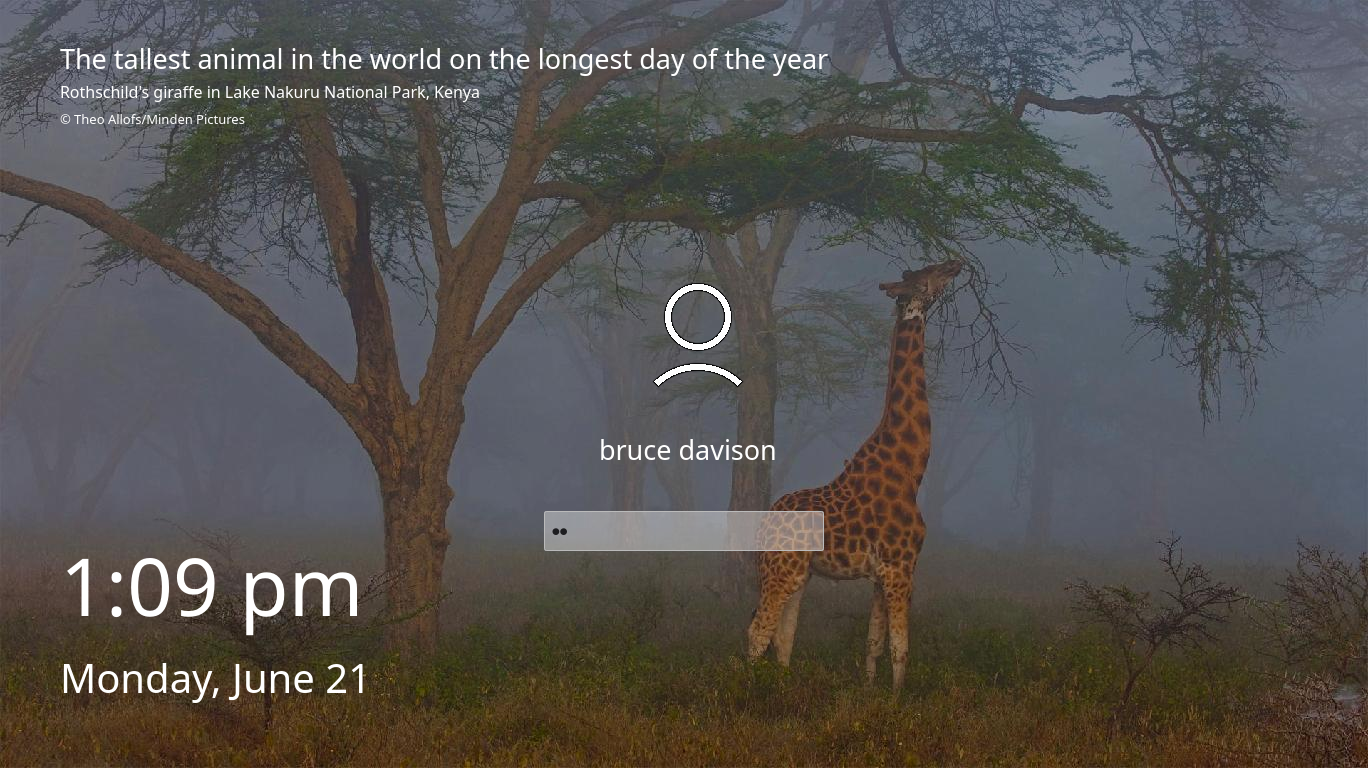 The tallest animal in the world on the longest day of the year
Rothschild's giraffe in Lake Nakuru National Park, Kenya
© Theo Allofs/Minden Pictures
bruce davison
1:09 pm
Monday, June 21